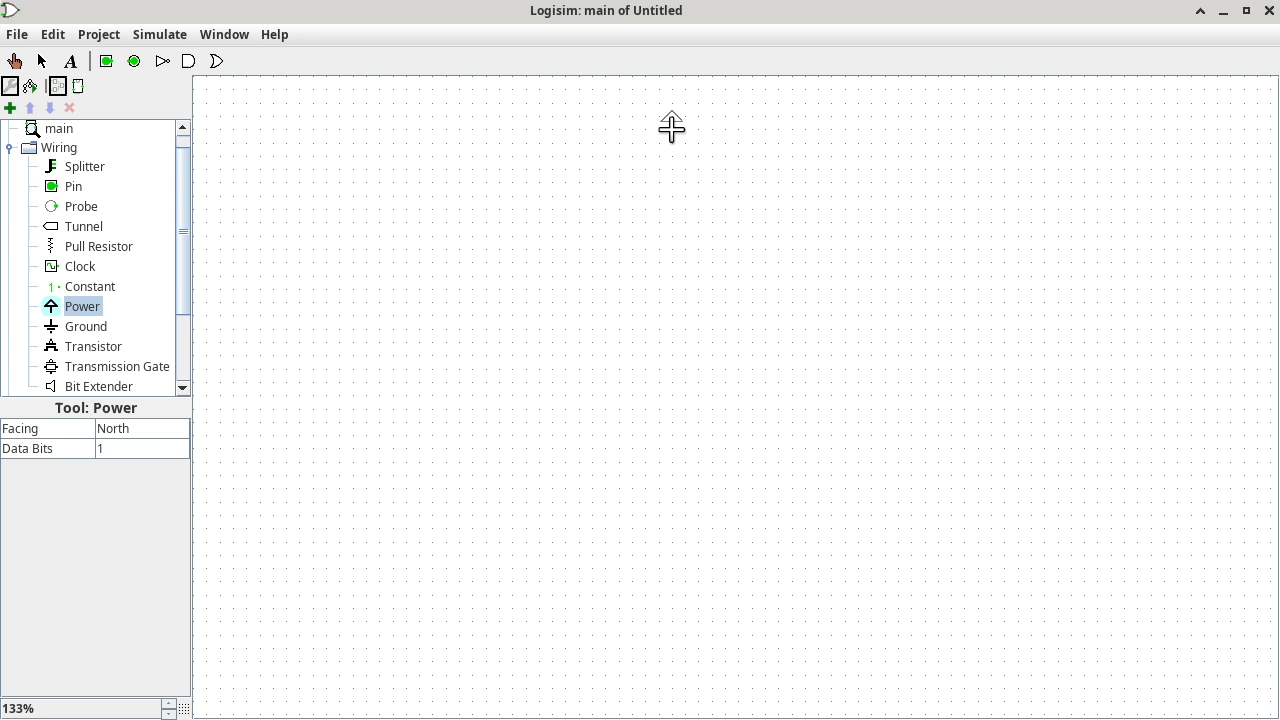 Logisim: main of Untitled
File Edit Project Simulate Window Help
A
main
Wiring
Splitter
Pin
Probe
Tunnel
Pull Resistor
Clock
1 Constant
Power
Ground
Transistor
Transmission Gate
Bit Extender
Tool: Power
Facing North
Data Bits 1
133%